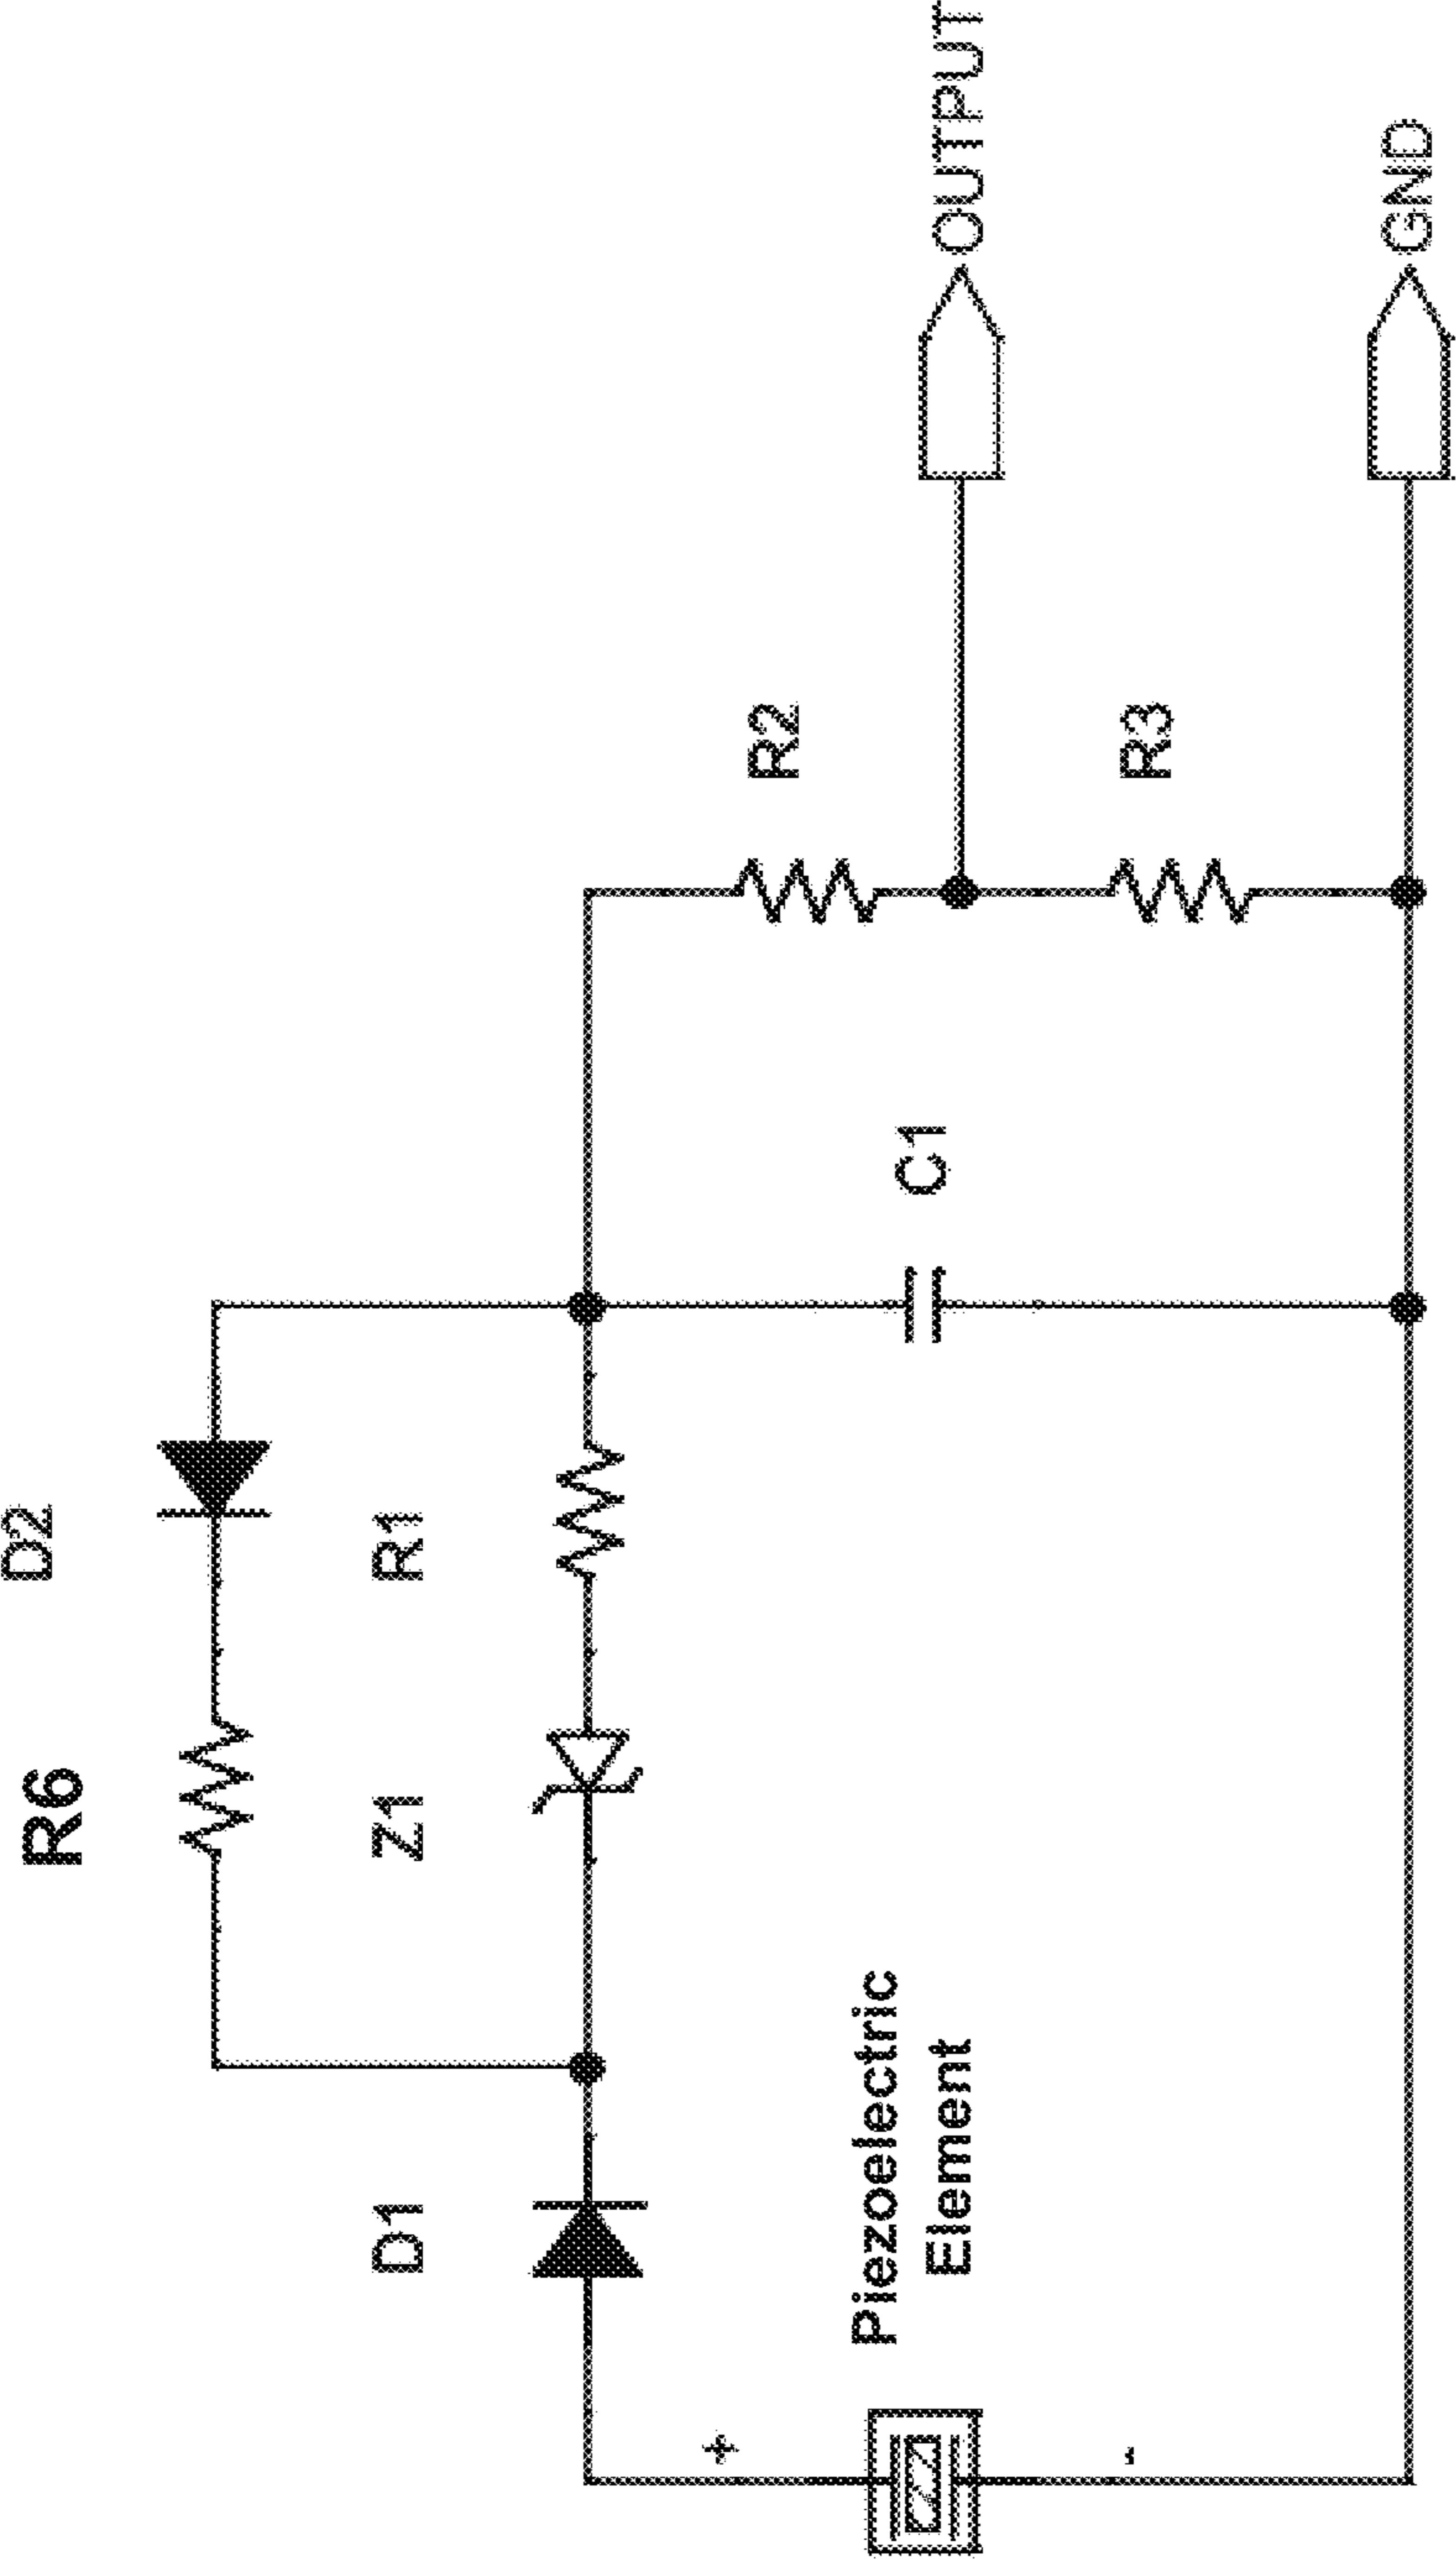 R6
D2
D1
Z1
R1
R2
OUTPUT
C1
R3
Piezoelectric
Element
+
-
GND